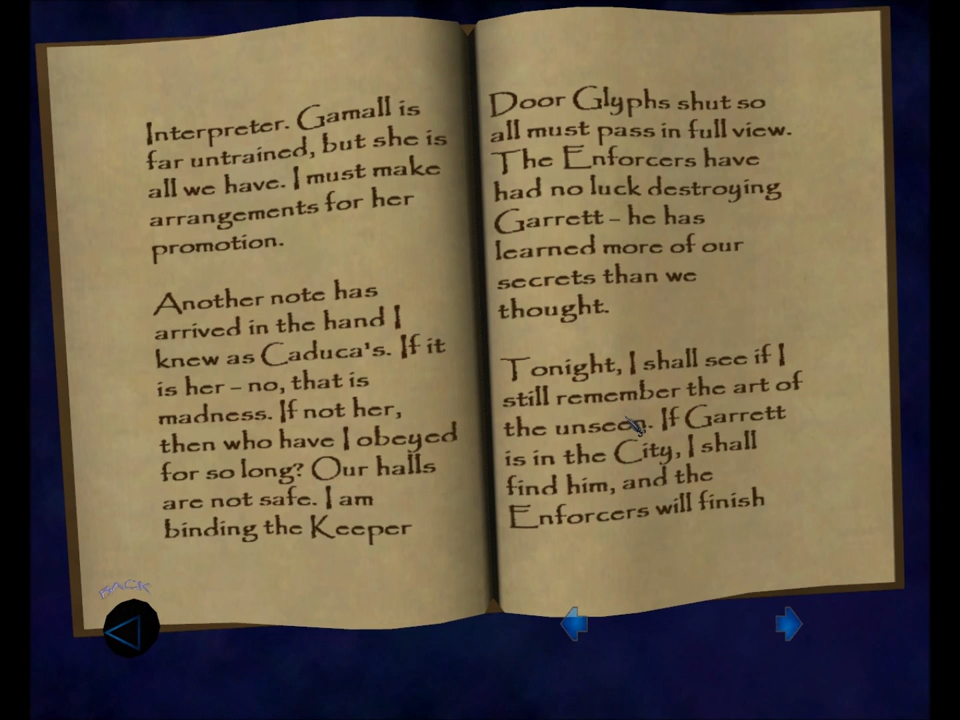 Interpreter. Gamall is
far untrained, but she is
all we have. I must make
arrangements for her
promotion.
Another note has
arrived in the hand I
knew as Caduca's. If it
is her - no, that is
madness. If not her,
then who have I obeyed
for so long? Our halls
are not safe. I am
binding the Keeper
Door Glyphs shut so
all must pass in full view.
The Enforcers have
had no luck destroying
Garrett - he has
learned more of our
secrets than we
thought.
Tonight, I shall see if I
still remember the art of
the unseen. If Garrett
is in the City, I shall
find him, and the
Enforcers will finish
BACK